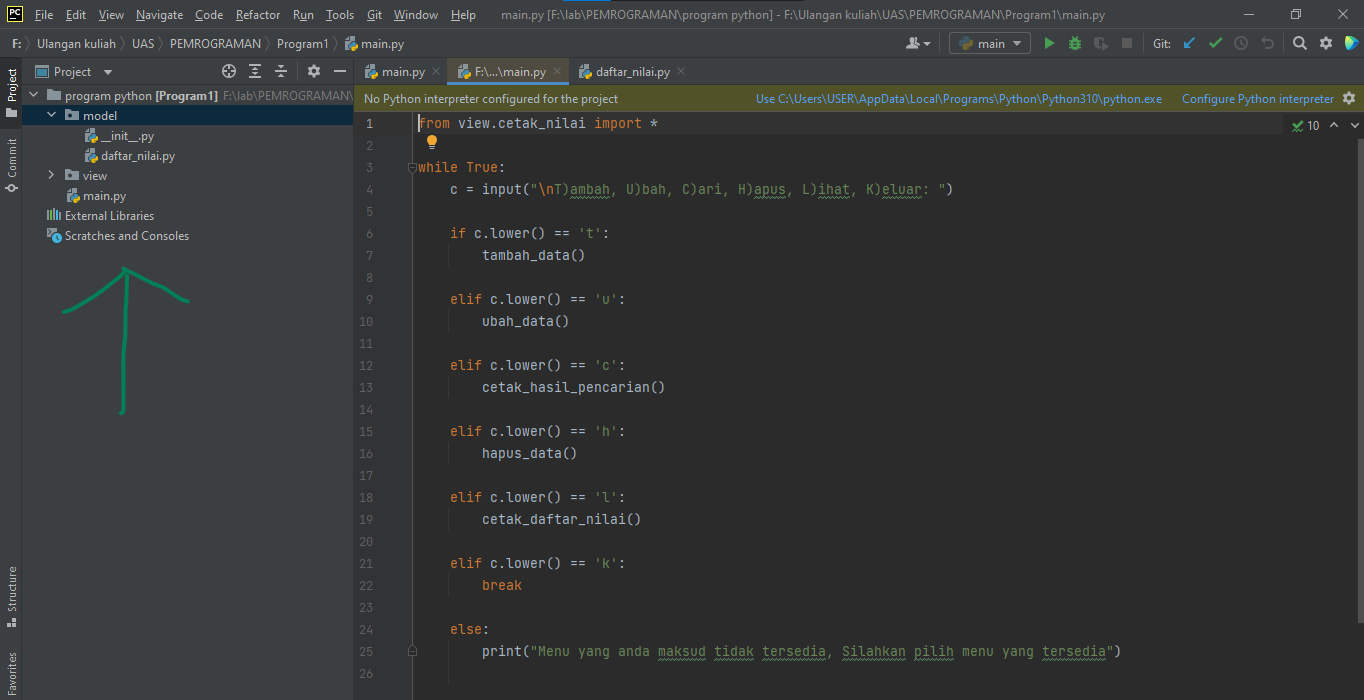 PC File Edit View Navigate Code Refactor Run Tools Git Window Help main.py [F:\lab\PEMROGRAMAN\program python] - F:\Ulangan kuliah\UAS\PEMROGRAMAN\Program1\main.py
F: Ulangan kuliah UAS PEMROGRAMAN Program1 main.py main Git:
Project main.py F:\...\main.py daftar_nilai.py
No Python interpreter configured for the project Use C:\Users\USER\AppData\Local\Programs\Python\Python310\python.exe Configure Python interpreter
Project
Commit
Structure
Favorites
program python [Program1] F:\lab\PEMROGRAMAN\
model
__init__.py
daftar_nilai.py
view
main.py
External Libraries
Scratches and Consoles
10
1 from view.cetak_nilai import *
2
3 while True:
4 c = input("\nT)ambah, U)bah, C)ari, H)apus, L)ihat, K)eluar: ")
5
6 if c.lower() == 't':
7 tambah_data()
8
9 elif c.lower() == 'u':
10 ubah_data()
11
12 elif c.lower() == 'c':
13 cetak_hasil_pencarian()
14
15 elif c.lower() == 'h':
16 hapus_data()
17
18 elif c.lower() == 'l':
19 cetak_daftar_nilai()
20
21 elif c.lower() == 'k':
22 break
23
24 else:
25 print("Menu yang anda maksud tidak tersedia, Silahkan pilih menu yang tersedia")
26